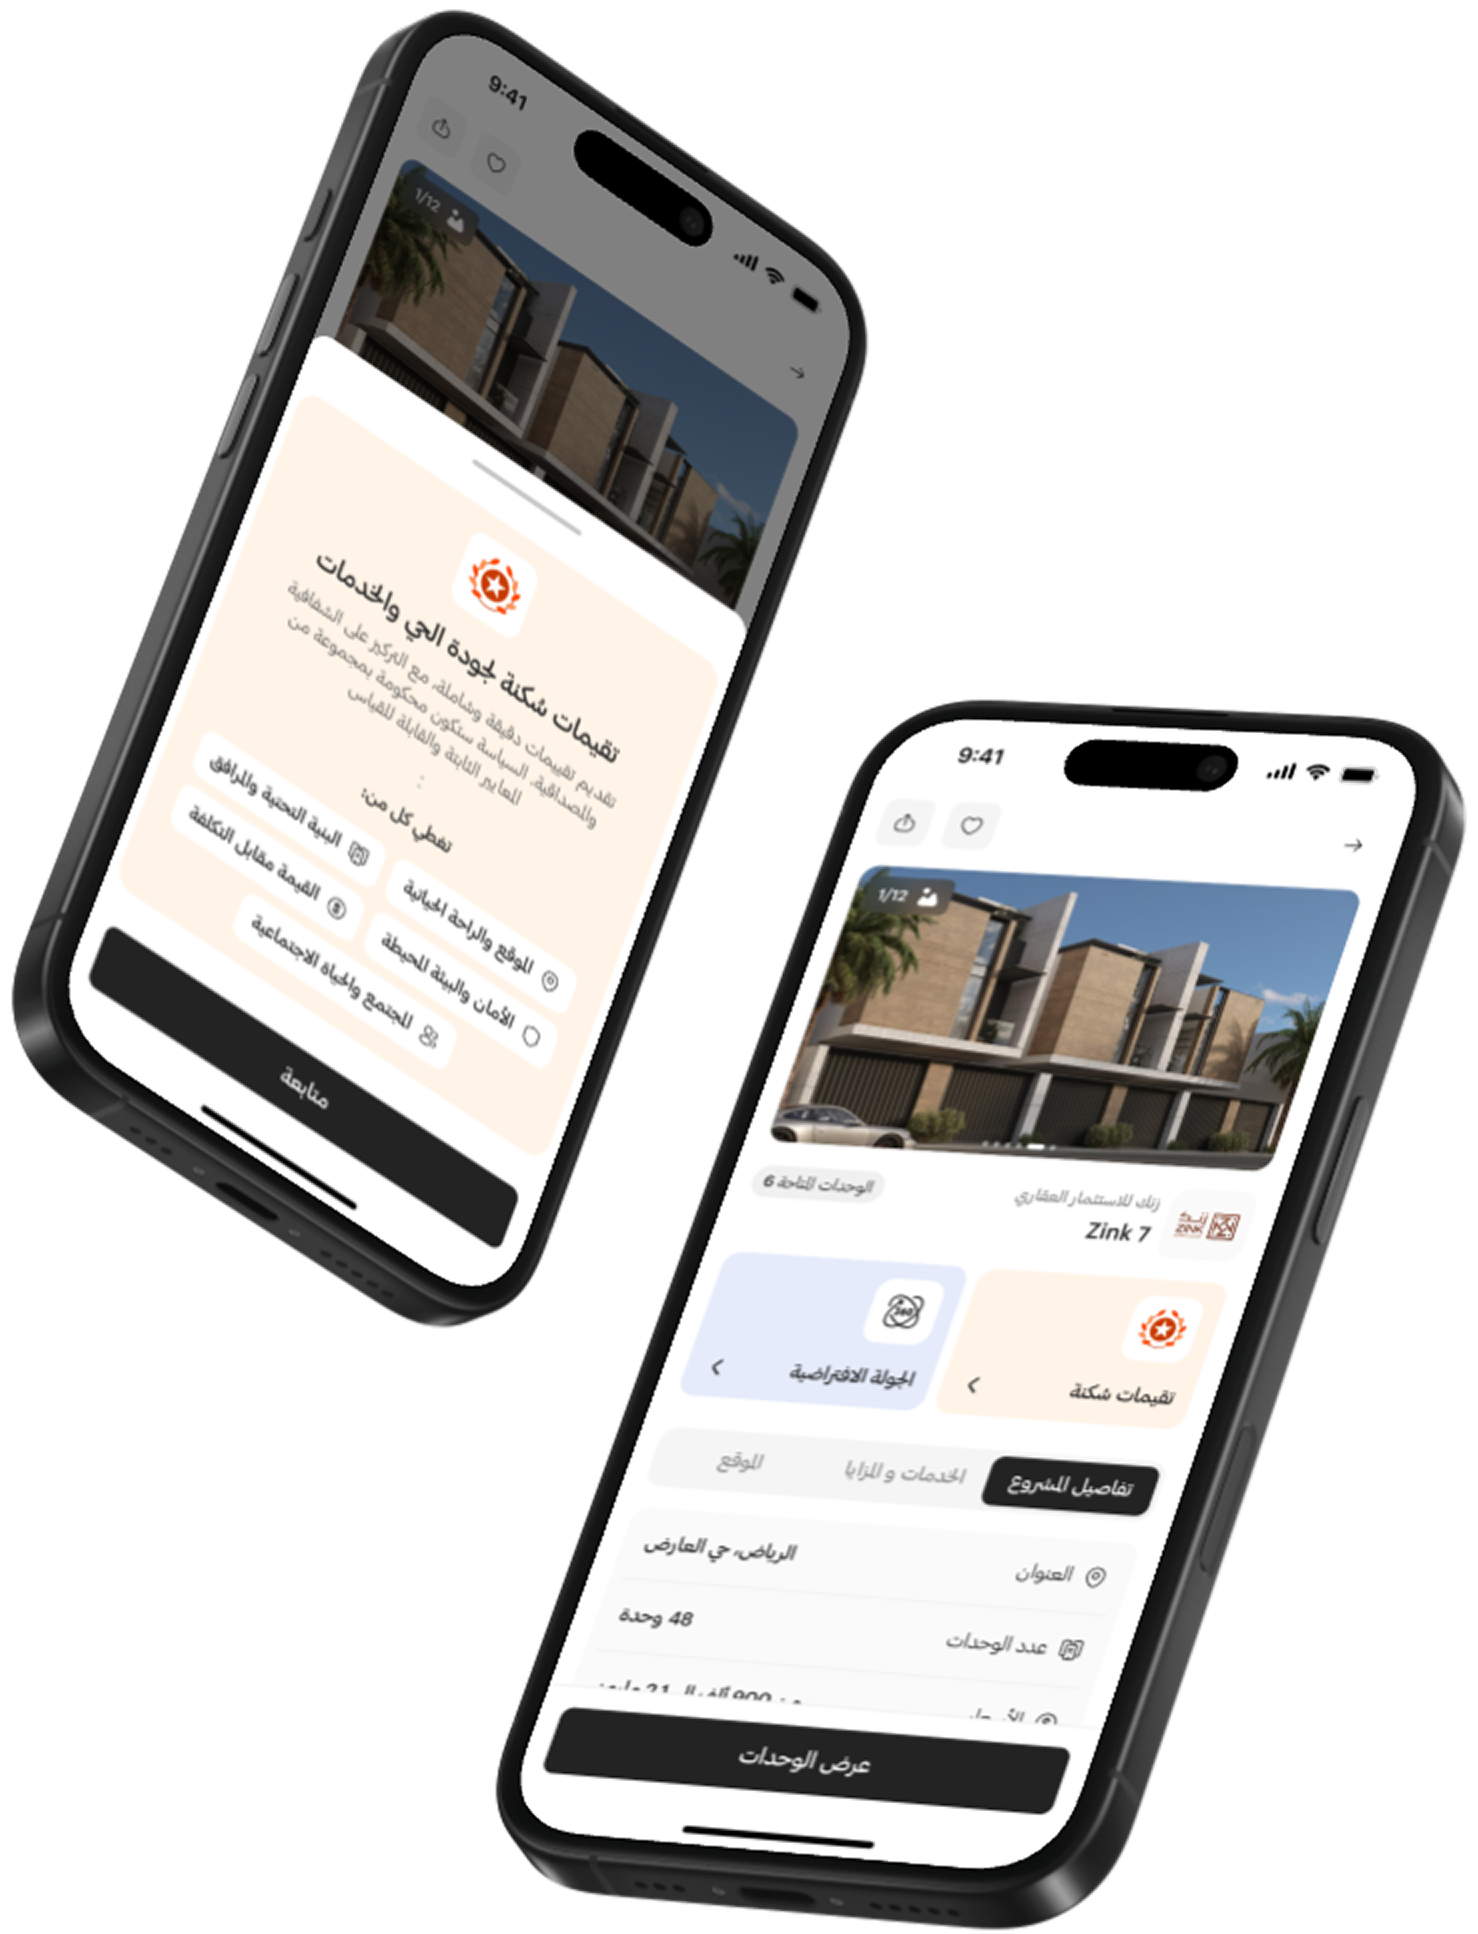 9:41
1/12
تقيمات شكنة لجودة الحي والخدمات
تقديم تقييمات دقيقة وشاملة، مع التركيز على الشفافية
والمصداقية. السياسة ستكون محكومة بمجموعة من
المعايير الثابتة والقابلة للقياس
:
تغطي كل من:
الموقع والراحة الحياتية
البنية التحتية والمرافق
الأمان والبيئة المحيطة
القيمة مقابل التكلفة
المجتمع والحياة الاجتماعية
متابعة
9:41
1/12
زنك للاستثمار العقاري
Zink 7
زنك
ZINK
الوحدات المتاحة 6
تقيمات شكنة
الجولة الافتراضية
360
تفاصيل المشروع
الخدمات و المزايا
الموقع
العنوان
الرياض، حي العارض
عدد الوحدات
48 وحدة
عرض الوحدات